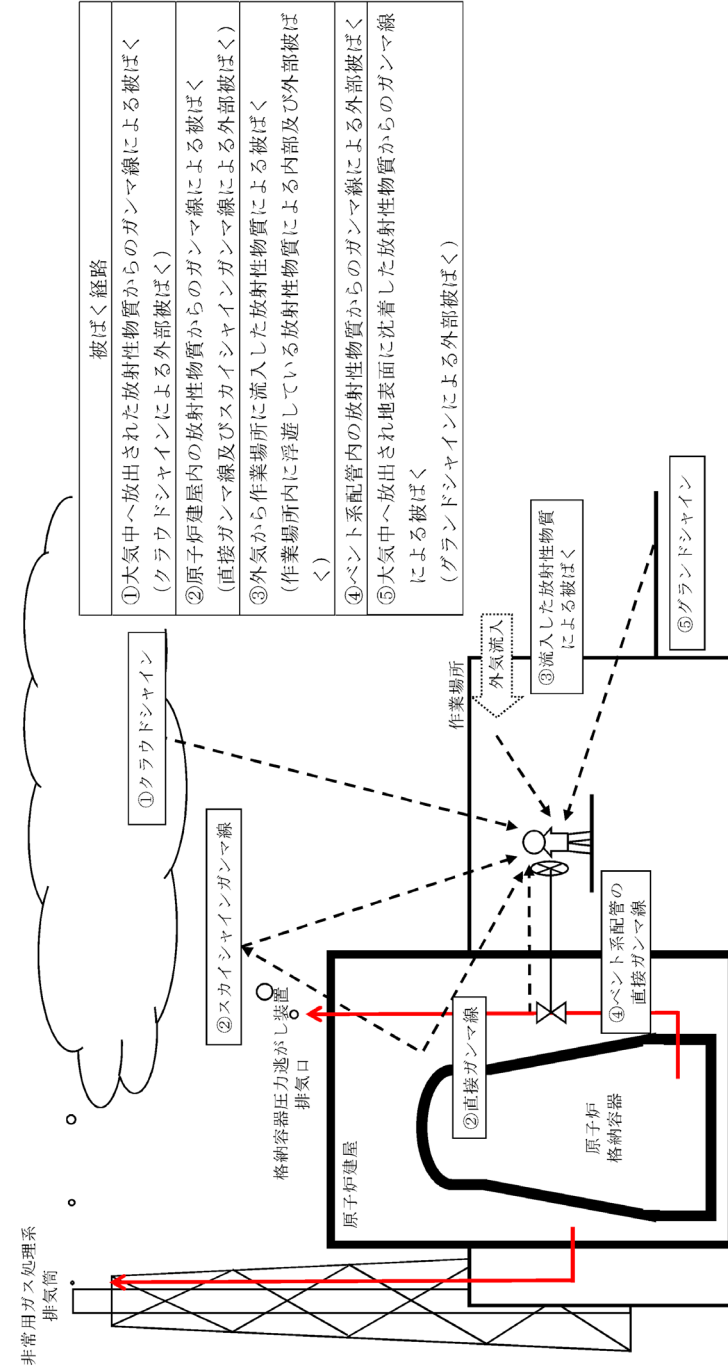 被ばく経路
①大気中へ放出された放射性物質からのガンマ線による被ばく
(クラウドシャインによる外部被ばく)
②原子炉建屋内の放射性物質からのガンマ線による被ばく
(直接ガンマ線及びスカイシャインガンマ線による外部被ばく)
③外気から作業場所に流入した放射性物質による被ばく
(作業場所内に浮遊している放射性物質による内部及び外部被ば
く)
④ベント系配管内の放射性物質からのガンマ線による外部被ばく
⑤大気中へ放出され地表面に沈着した放射性物質からのガンマ線
による被ばく
(グランドシャインによる外部被ばく)
非常用ガス処理系
排気筒
①クラウドシャイン
②スカイシャインガンマ線
格納容器圧力逃がし装置
排気口
原子炉建屋
②直接ガンマ線
原子炉
格納容器
④ベント系配管の
直接ガンマ線
作業場所
外気流入
③流入した放射性物質
による被ばく
⑤グランドシャイン